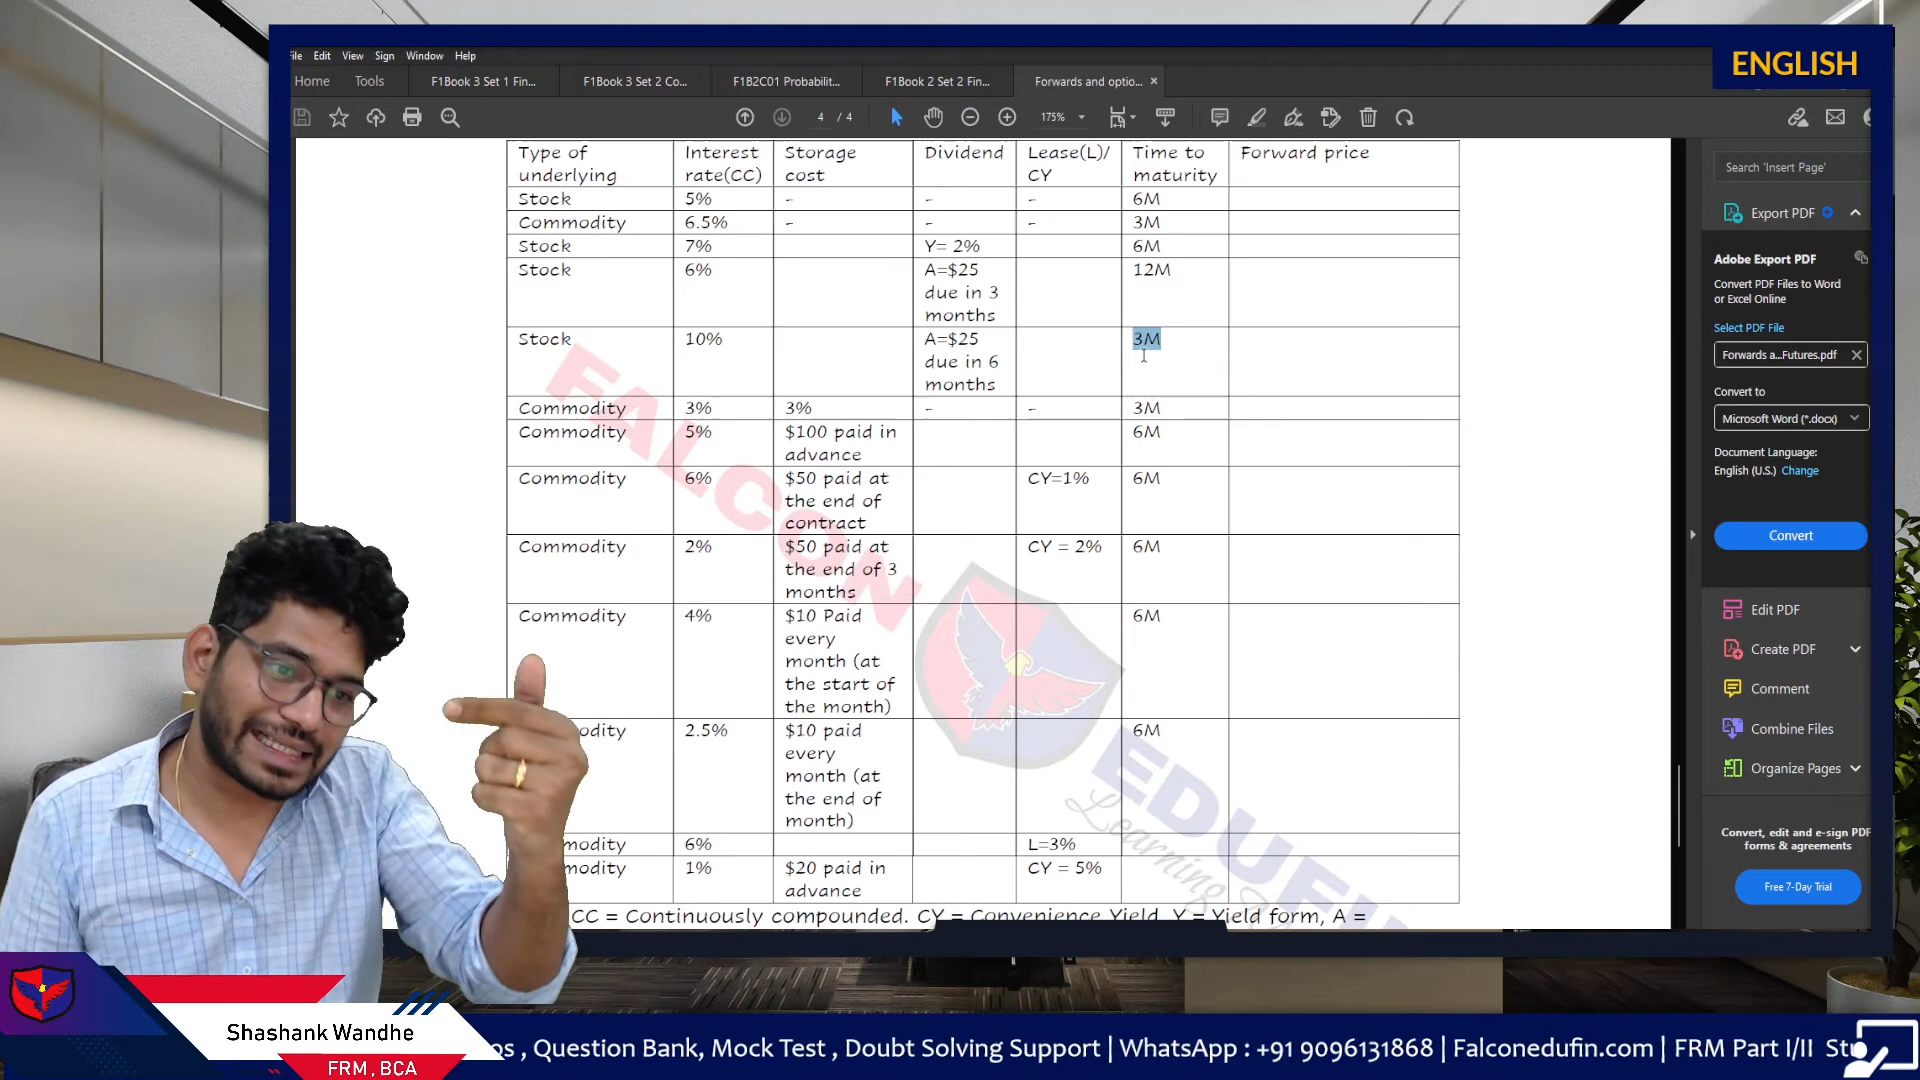 ENGLISH
File Edit View Sign Window Help
Home Tools F1Book 3 Set 1 Fin... F1Book 3 Set 2 Co... F1B2C01 Probabilit... F1Book 2 Set 2 Fin... Forwards and optio... ×
4 / 4 175%
Type of underlying Interest rate(CC) Storage cost Dividend Lease(L)/ CY Time to maturity Forward price
Stock 5% - - - 6M
Commodity 6.5% - - - 3M
Stock 7% Y= 2% 6M
Stock 6% A=$25 due in 3 months 12M
Stock 10% A=$25 due in 6 months 3M
Commodity 3% 3% - - 3M
Commodity 5% $100 paid in advance 6M
Commodity 6% $50 paid at the end of contract CY=1% 6M
Commodity 2% $50 paid at the end of 3 months CY = 2% 6M
Commodity 4% $10 Paid every month (at the start of the month) 6M
odity 2.5% $10 paid every month (at the end of month) 6M
modity 6% L=3%
modity 1% $20 paid in advance CY = 5%
CC = Continuously compounded. CY = Convenience Yield. Y = Yield form, A =
FALCON
EDUFIN
Learning
Search 'Insert Page'
Export PDF
Adobe Export PDF
Convert PDF Files to Word
or Excel Online
Select PDF File
Forwards a...Futures.pdf
Convert to
Microsoft Word (*.docx)
Document Language:
English (U.S.) Change
Convert
Edit PDF
Create PDF
Comment
Combine Files
Organize Pages
Convert, edit and e-sign PDF
forms & agreements
Free 7-Day Trial
Shashank Wandhe
FRM, BCA
os , Question Bank, Mock Test , Doubt Solving Support | WhatsApp : +91 9096131868 | Falconedufin.com | FRM Part I/II